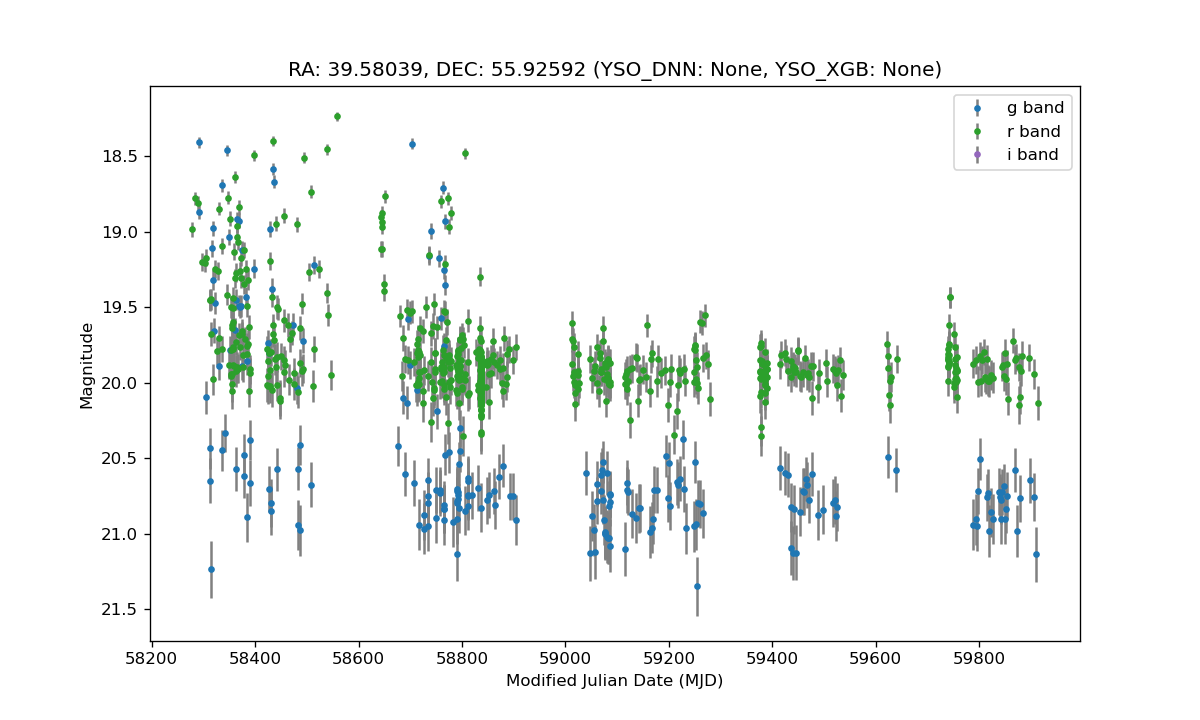 RA: 39.58039, DEC: 55.92592 (YSO_DNN: None, YSO_XGB: None)
g band
r band
i band
Magnitude
18.5
19.0
19.5
20.0
20.5
21.0
21.5
58200 58400 58600 58800 59000 59200 59400 59600 59800
Modified Julian Date (MJD)